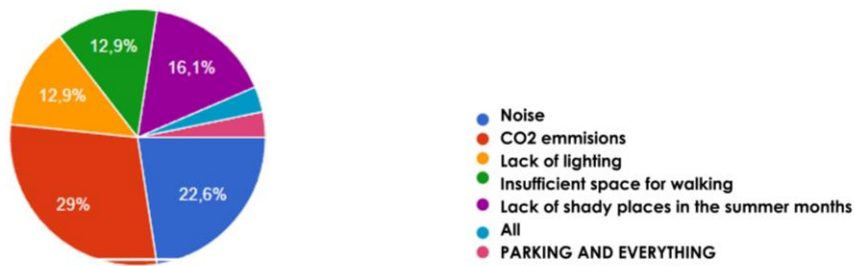 12,9%
16,1%
12,9%
29%
22,6%
Noise
CO2 emmisions
Lack of lighting
Insufficient space for walking
Lack of shady places in the summer months
All
PARKING AND EVERYTHING